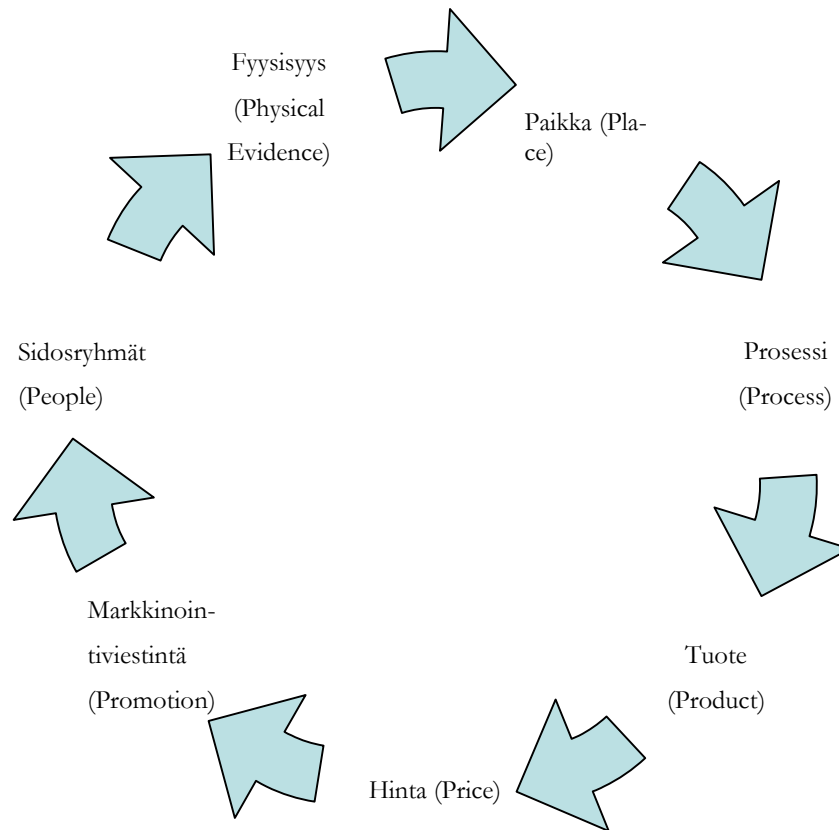 Fyysisyys
(Physical
Evidence)
Paikka (Pla-
ce)
Prosessi
(Process)
Tuote
(Product)
Hinta (Price)
Markkinoin-
tiviestintä
(Promotion)
Sidosryhmät
(People)